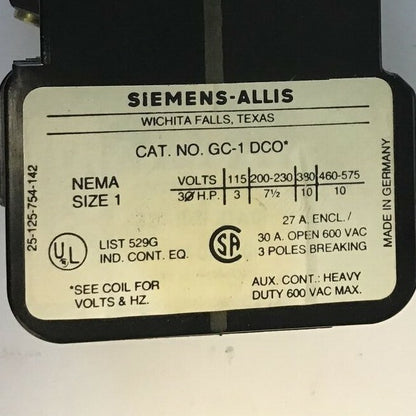 SiEMENS-ALLIS
WICHITA FALLS, TEXAS
CAT. NO. GC-1 DCO*
NEMA
SIZE 1
VOLTS 115 200-230 380 460-575
3Ø H.P. 3 7½ 10 10
UL
LIST 529G
IND. CONT. EQ.
SA
27 A. ENCL./
30 A. OPEN 600 VAC
3 POLES BREAKING
*SEE COIL FOR
VOLTS & HZ.
AUX. CONT.: HEAVY
DUTY 600 VAC MAX.
25-125-754-142
MADE IN GERMANY